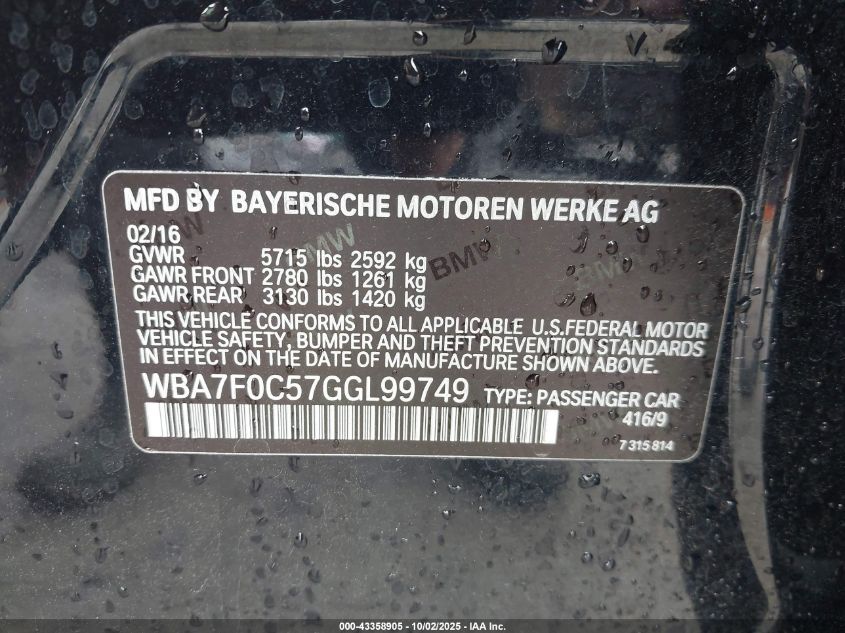 MFD BY BAYERISCHE MOTOREN WERKE AG
02/16
GVWR 5715 lbs 2592 kg
GAWR FRONT 2780 lbs 1261 kg
GAWR REAR 3130 lbs 1420 kg
THIS VEHICLE CONFORMS TO ALL APPLICABLE U.S.FEDERAL MOTOR
VEHICLE SAFETY, BUMPER AND THEFT PREVENTION STANDARDS
IN EFFECT ON THE DATE OF MANUFACTURE SHOWN ABOVE.
WBA7F0C57GGL99749 TYPE: PASSENGER CAR
416/9
7 315 814
BMW
BMW
BMW
000-43358905 - 10/02/2025 - IAA Inc.